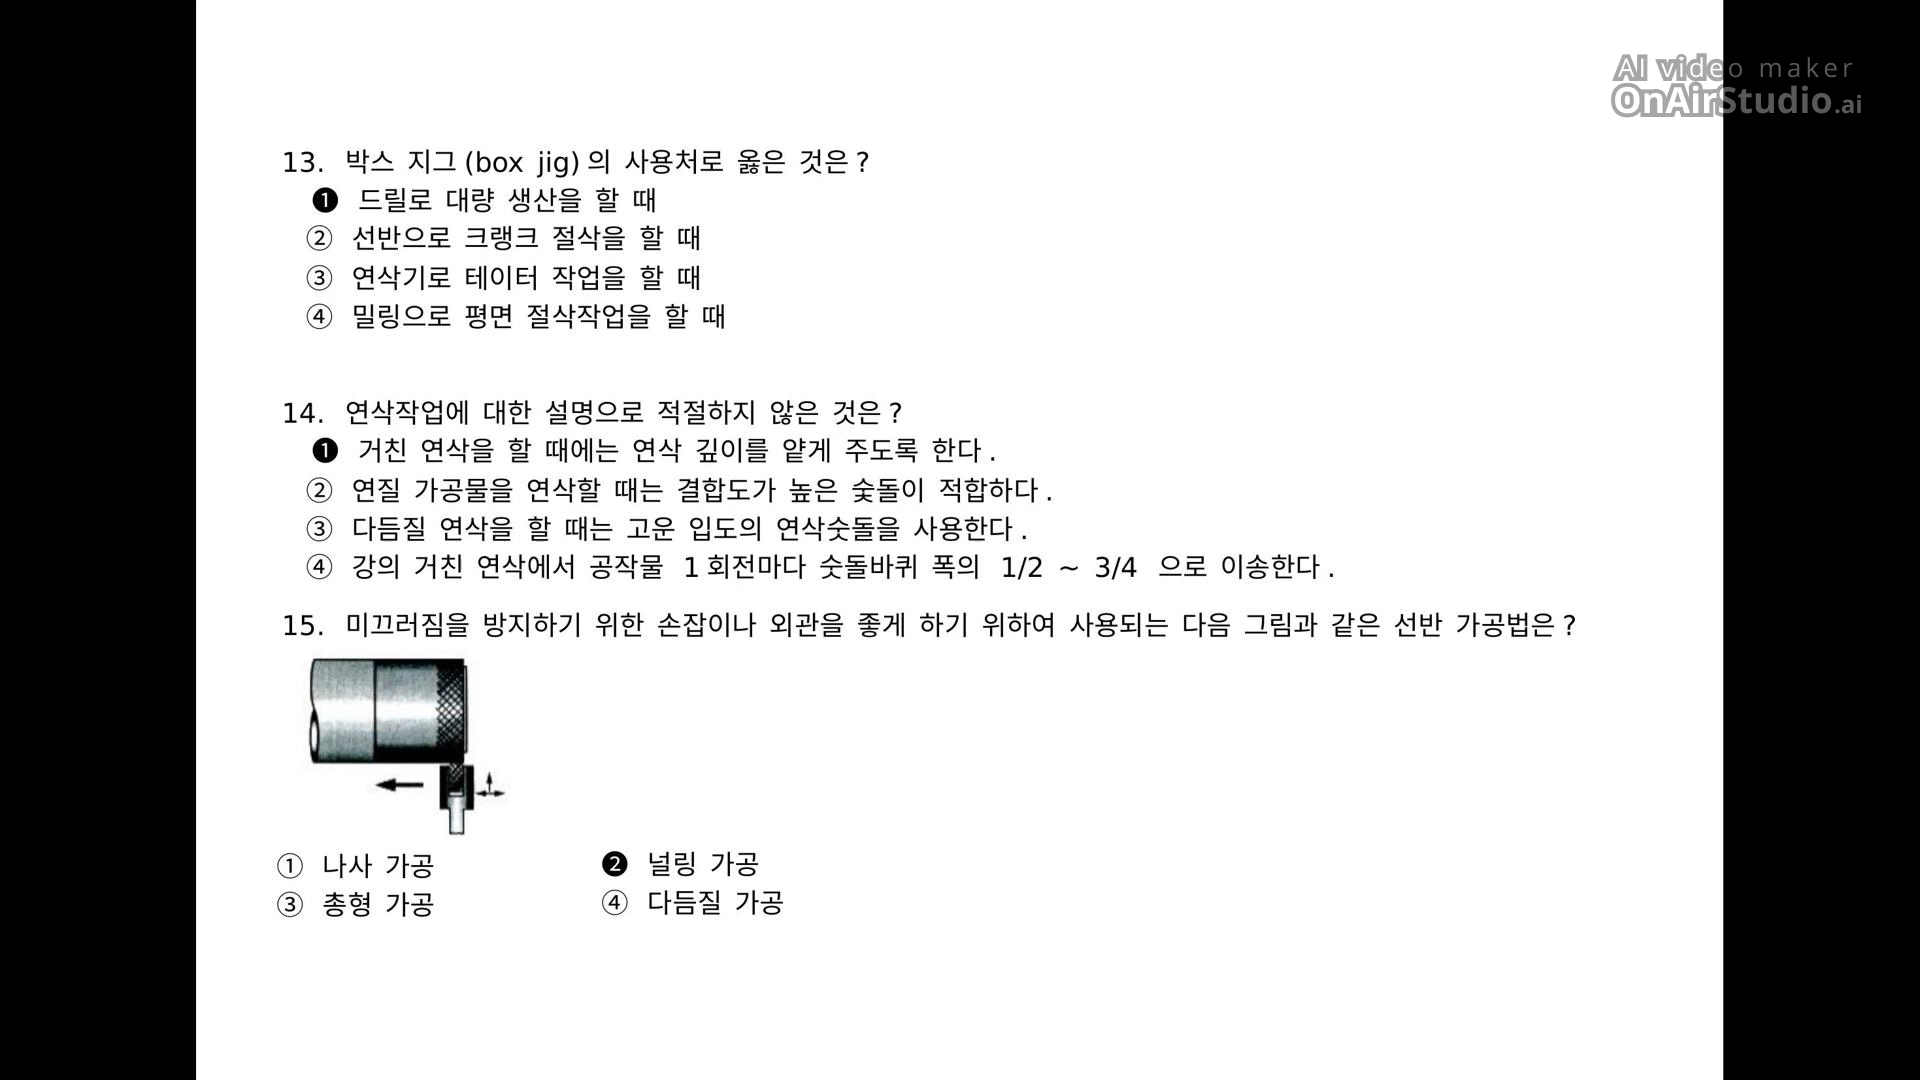 AI video maker
OnAirStudio.ai
13. 박스 지그(box jig)의 사용처로 옳은 것은?
❶ 드릴로 대량 생산을 할 때
② 선반으로 크랭크 절삭을 할 때
③ 연삭기로 테이터 작업을 할 때
④ 밀링으로 평면 절삭작업을 할 때
14. 연삭작업에 대한 설명으로 적절하지 않은 것은?
❶ 거친 연삭을 할 때에는 연삭 깊이를 얕게 주도록 한다.
② 연질 가공물을 연삭할 때는 결합도가 높은 숯돌이 적합하다.
③ 다듬질 연삭을 할 때는 고운 입도의 연삭숫돌을 사용한다.
④ 강의 거친 연삭에서 공작물 1회전마다 숫돌바퀴 폭의 1/2 ~ 3/4 으로 이송한다.
15. 미끄러짐을 방지하기 위한 손잡이나 외관을 좋게 하기 위하여 사용되는 다음 그림과 같은 선반 가공법은?
① 나사 가공 ❷ 널링 가공
③ 총형 가공 ④ 다듬질 가공